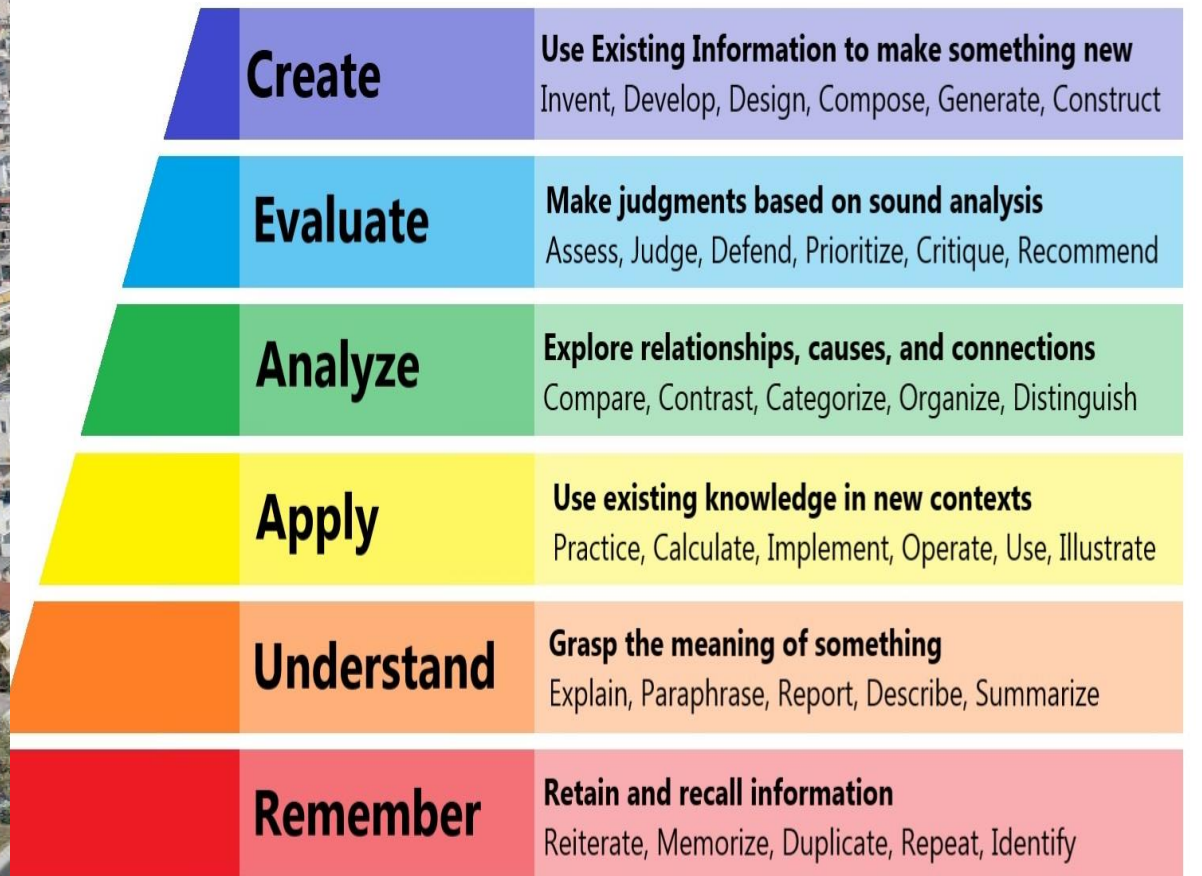 Create
Use Existing Information to make something new
Invent, Develop, Design, Compose, Generate, Construct
Evaluate
Make judgments based on sound analysis
Assess, Judge, Defend, Prioritize, Critique, Recommend
Analyze
Explore relationships, causes, and connections
Compare, Contrast, Categorize, Organize, Distinguish
Apply
Use existing knowledge in new contexts
Practice, Calculate, Implement, Operate, Use, Illustrate
Understand
Grasp the meaning of something
Explain, Paraphrase, Report, Describe, Summarize
Remember
Retain and recall information
Reiterate, Memorize, Duplicate, Repeat, Identify